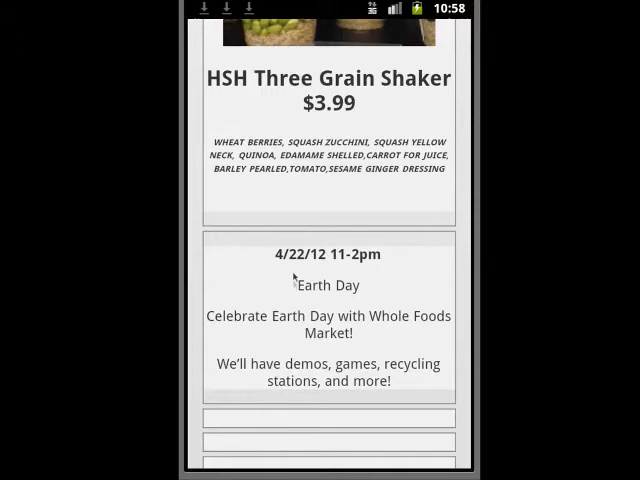 3G 10:58
HSH Three Grain Shaker
$3.99
WHEAT BERRIES, SQUASH ZUCCHINI, SQUASH YELLOW
NECK, QUINOA, EDAMAME SHELLED,CARROT FOR JUICE,
BARLEY PEARLED,TOMATO,SESAME GINGER DRESSING
4/22/12 11-2pm
Earth Day
Celebrate Earth Day with Whole Foods
Market!
We'll have demos, games, recycling
stations, and more!